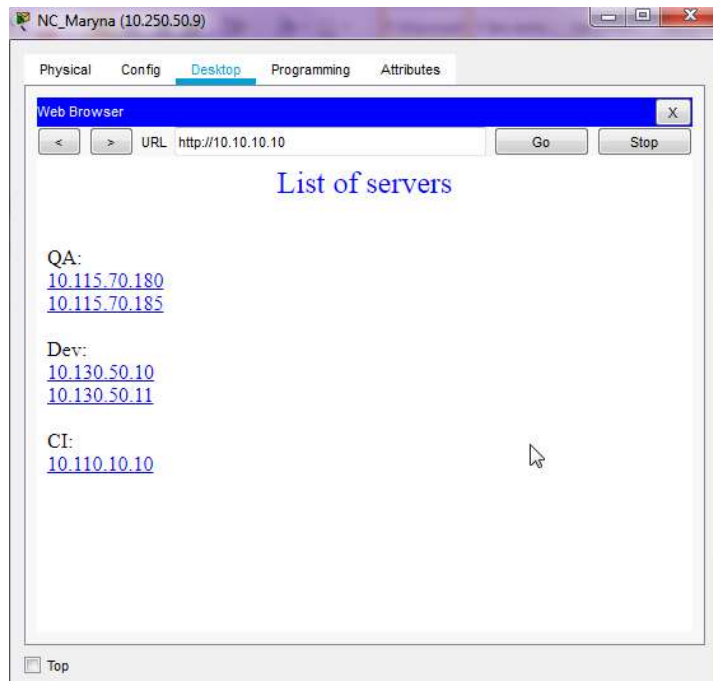 NC_Maryna (10.250.50.9)
Physical Config Desktop Programming Attributes
Web Browser X
< > URL http://10.10.10.10 Go Stop
List of servers
QA:
10.115.70.180
10.115.70.185
Dev:
10.130.50.10
10.130.50.11
CI:
10.110.10.10
Top